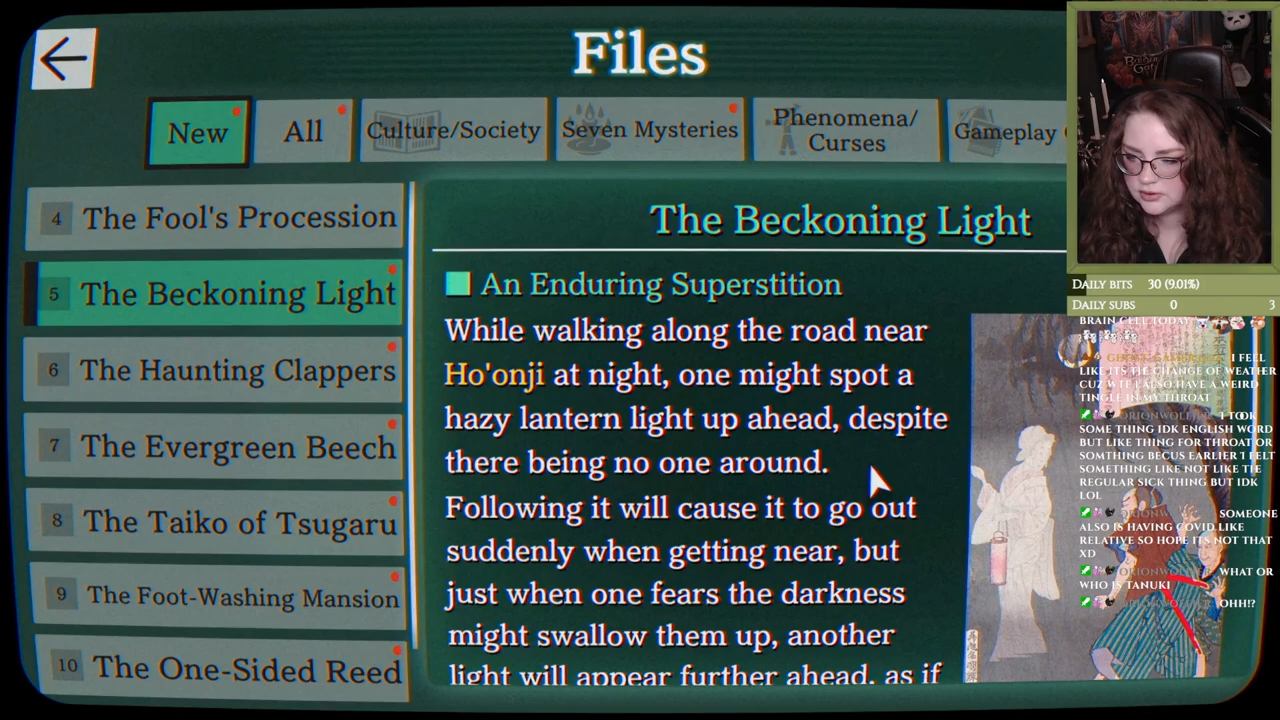 Files
New
All
Culture/Society
Seven Mysteries
Phenomena/
Curses
Gameplay
4 The Fool's Procession
5 The Beckoning Light
6 The Haunting Clappers
7 The Evergreen Beech
8 The Taiko of Tsugaru
9 The Foot-Washing Mansion
10 The One-Sided Reed
The Beckoning Light
An Enduring Superstition
While walking along the road near
Ho'onji at night, one might spot a
hazy lantern light up ahead, despite
there being no one around.
Following it will cause it to go out
suddenly when getting near, but
just when one fears the darkness
might swallow them up, another
light will appear further ahead, as if
DAILY BITS 30 (9.01%)
DAILY SUBS 0 3
BRAIN CELL TODAY
I FEEL
LIKE ITS THE CHANGE OF WEATHER
CUZ WTF I ALSO HAVE A WEIRD
TINGLE IN MY THROAT
I TOOK
SOME THING IDK ENGLISH WORD
BUT LIKE THING FOR THROAT OR
SOMTHING BECUS EARLIER I FELT
SOMETHING LIKE NOT LIKE THE
REGULAR SICK THING BUT IDK
LOL
SOMEONE
ALSO IS HAVING COVID LIKE
RELATIVE SO HOPE ITS NOT THAT
XD
WHAT OR
WHO IS TANUKI
OHH!?